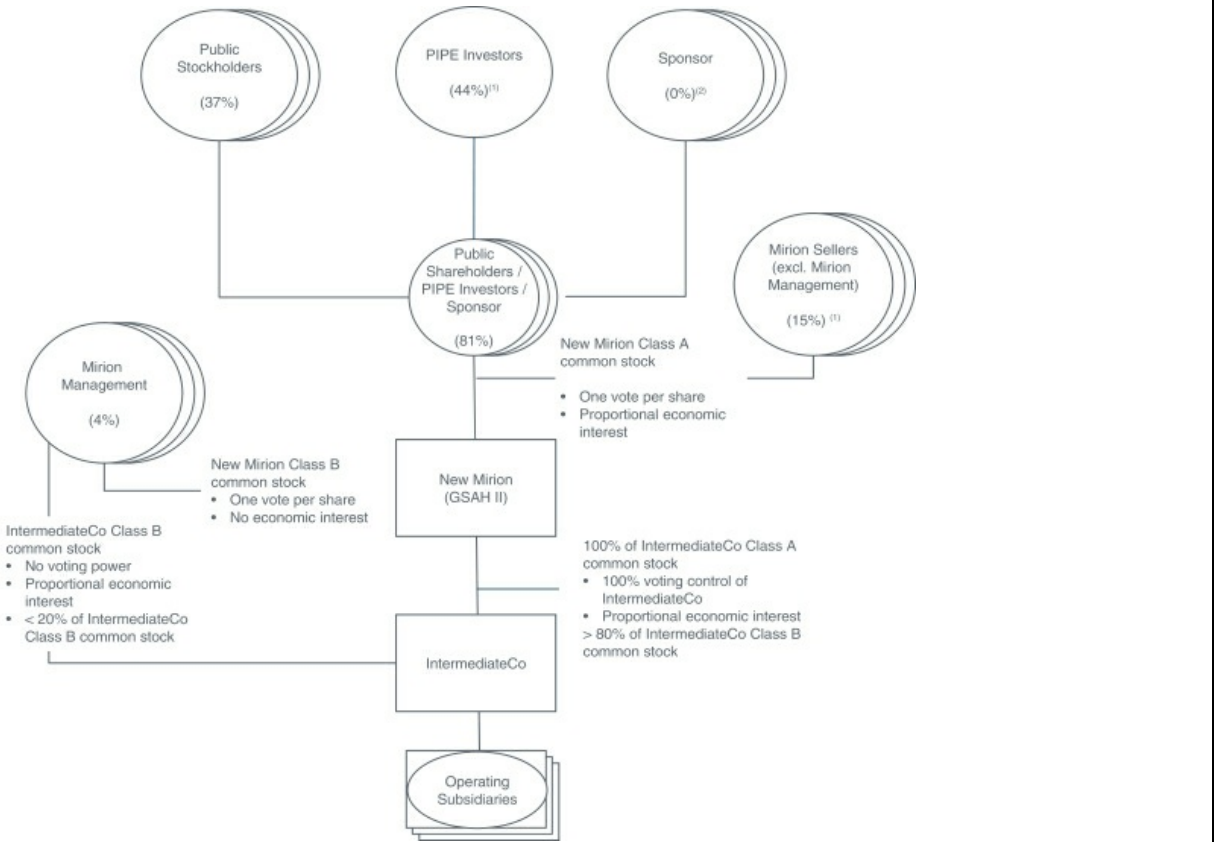 Public
Stockholders
(37%)
PIPE Investors
(44%)(1)
Sponsor
(0%)(2)
Public
Shareholders /
PIPE Investors /
Sponsor
(81%)
Mirion Sellers
(excl. Mirion
Management)
(15%) (1)
New Mirion Class A
common stock
• One vote per share
• Proportional economic
interest
Mirion
Management
(4%)
New Mirion Class B
common stock
• One vote per share
• No economic interest
New Mirion
(GSAH II)
IntermediateCo Class B
common stock
• No voting power
• Proportional economic
interest
• < 20% of IntermediateCo
Class B common stock
100% of IntermediateCo Class A
common stock
• 100% voting control of
IntermediateCo
• Proportional economic interest
> 80% of IntermediateCo Class B
common stock
IntermediateCo
Operating
Subsidiaries